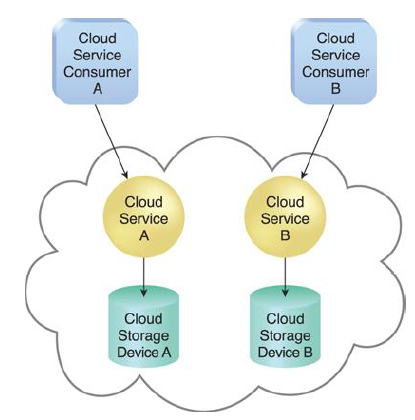 Cloud
Service
Consumer
A
Cloud
Service
Consumer
B
Cloud
Service
A
Cloud
Service
B
Cloud
Storage
Device A
Cloud
Storage
Device B